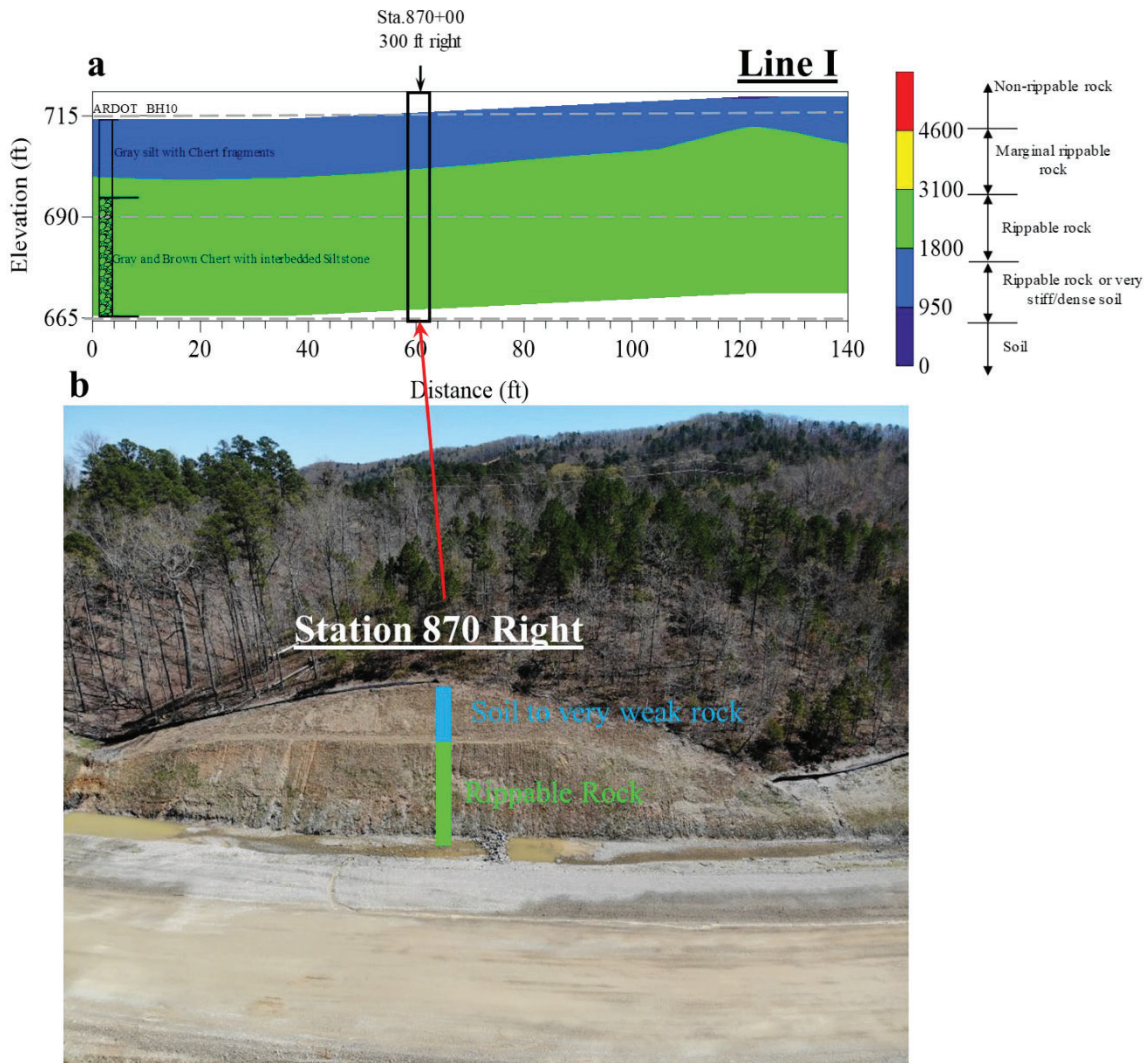 Sta.870+00
300 ft right
a
Line I
ARDOT BH10
715
Gray silt with Chert fragments
690
Gray and Brown Chert with interbedded Siltstone
665
Elevation (ft)
0 20 40 60 80 100 120 140
Distance (ft)
4600
3100
1800
950
0
Non-rippable rock
Marginal rippable
rock
Rippable rock
Rippable rock or very
stiff/dense soil
Soil
b
Station 870 Right
Soil to very weak rock
Rippable Rock